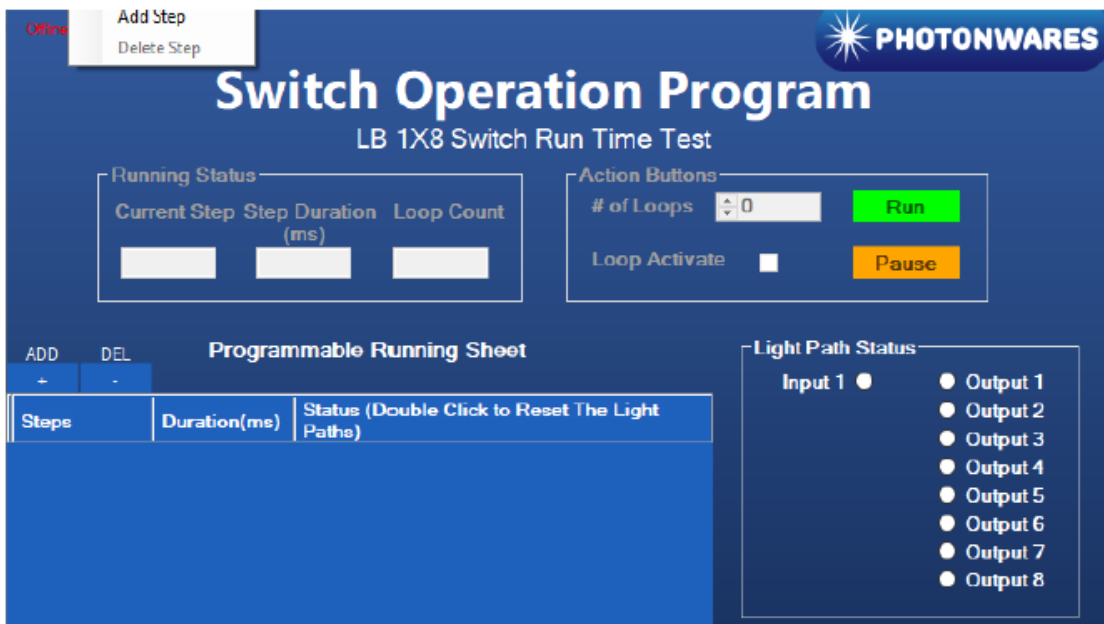 Add Step
Offline
Delete Step
PHOTONWARES
Switch Operation Program
LB 1X8 Switch Run Time Test
Running Status
Current Step Step Duration (ms) Loop Count
Action Buttons
# of Loops 0 Run
Loop Activate Pause
ADD DEL Programmable Running Sheet
+ -
Steps Duration(ms) Status (Double Click to Reset The Light
Paths)
Light Path Status
Input 1 Output 1
Output 2
Output 3
Output 4
Output 5
Output 6
Output 7
Output 8